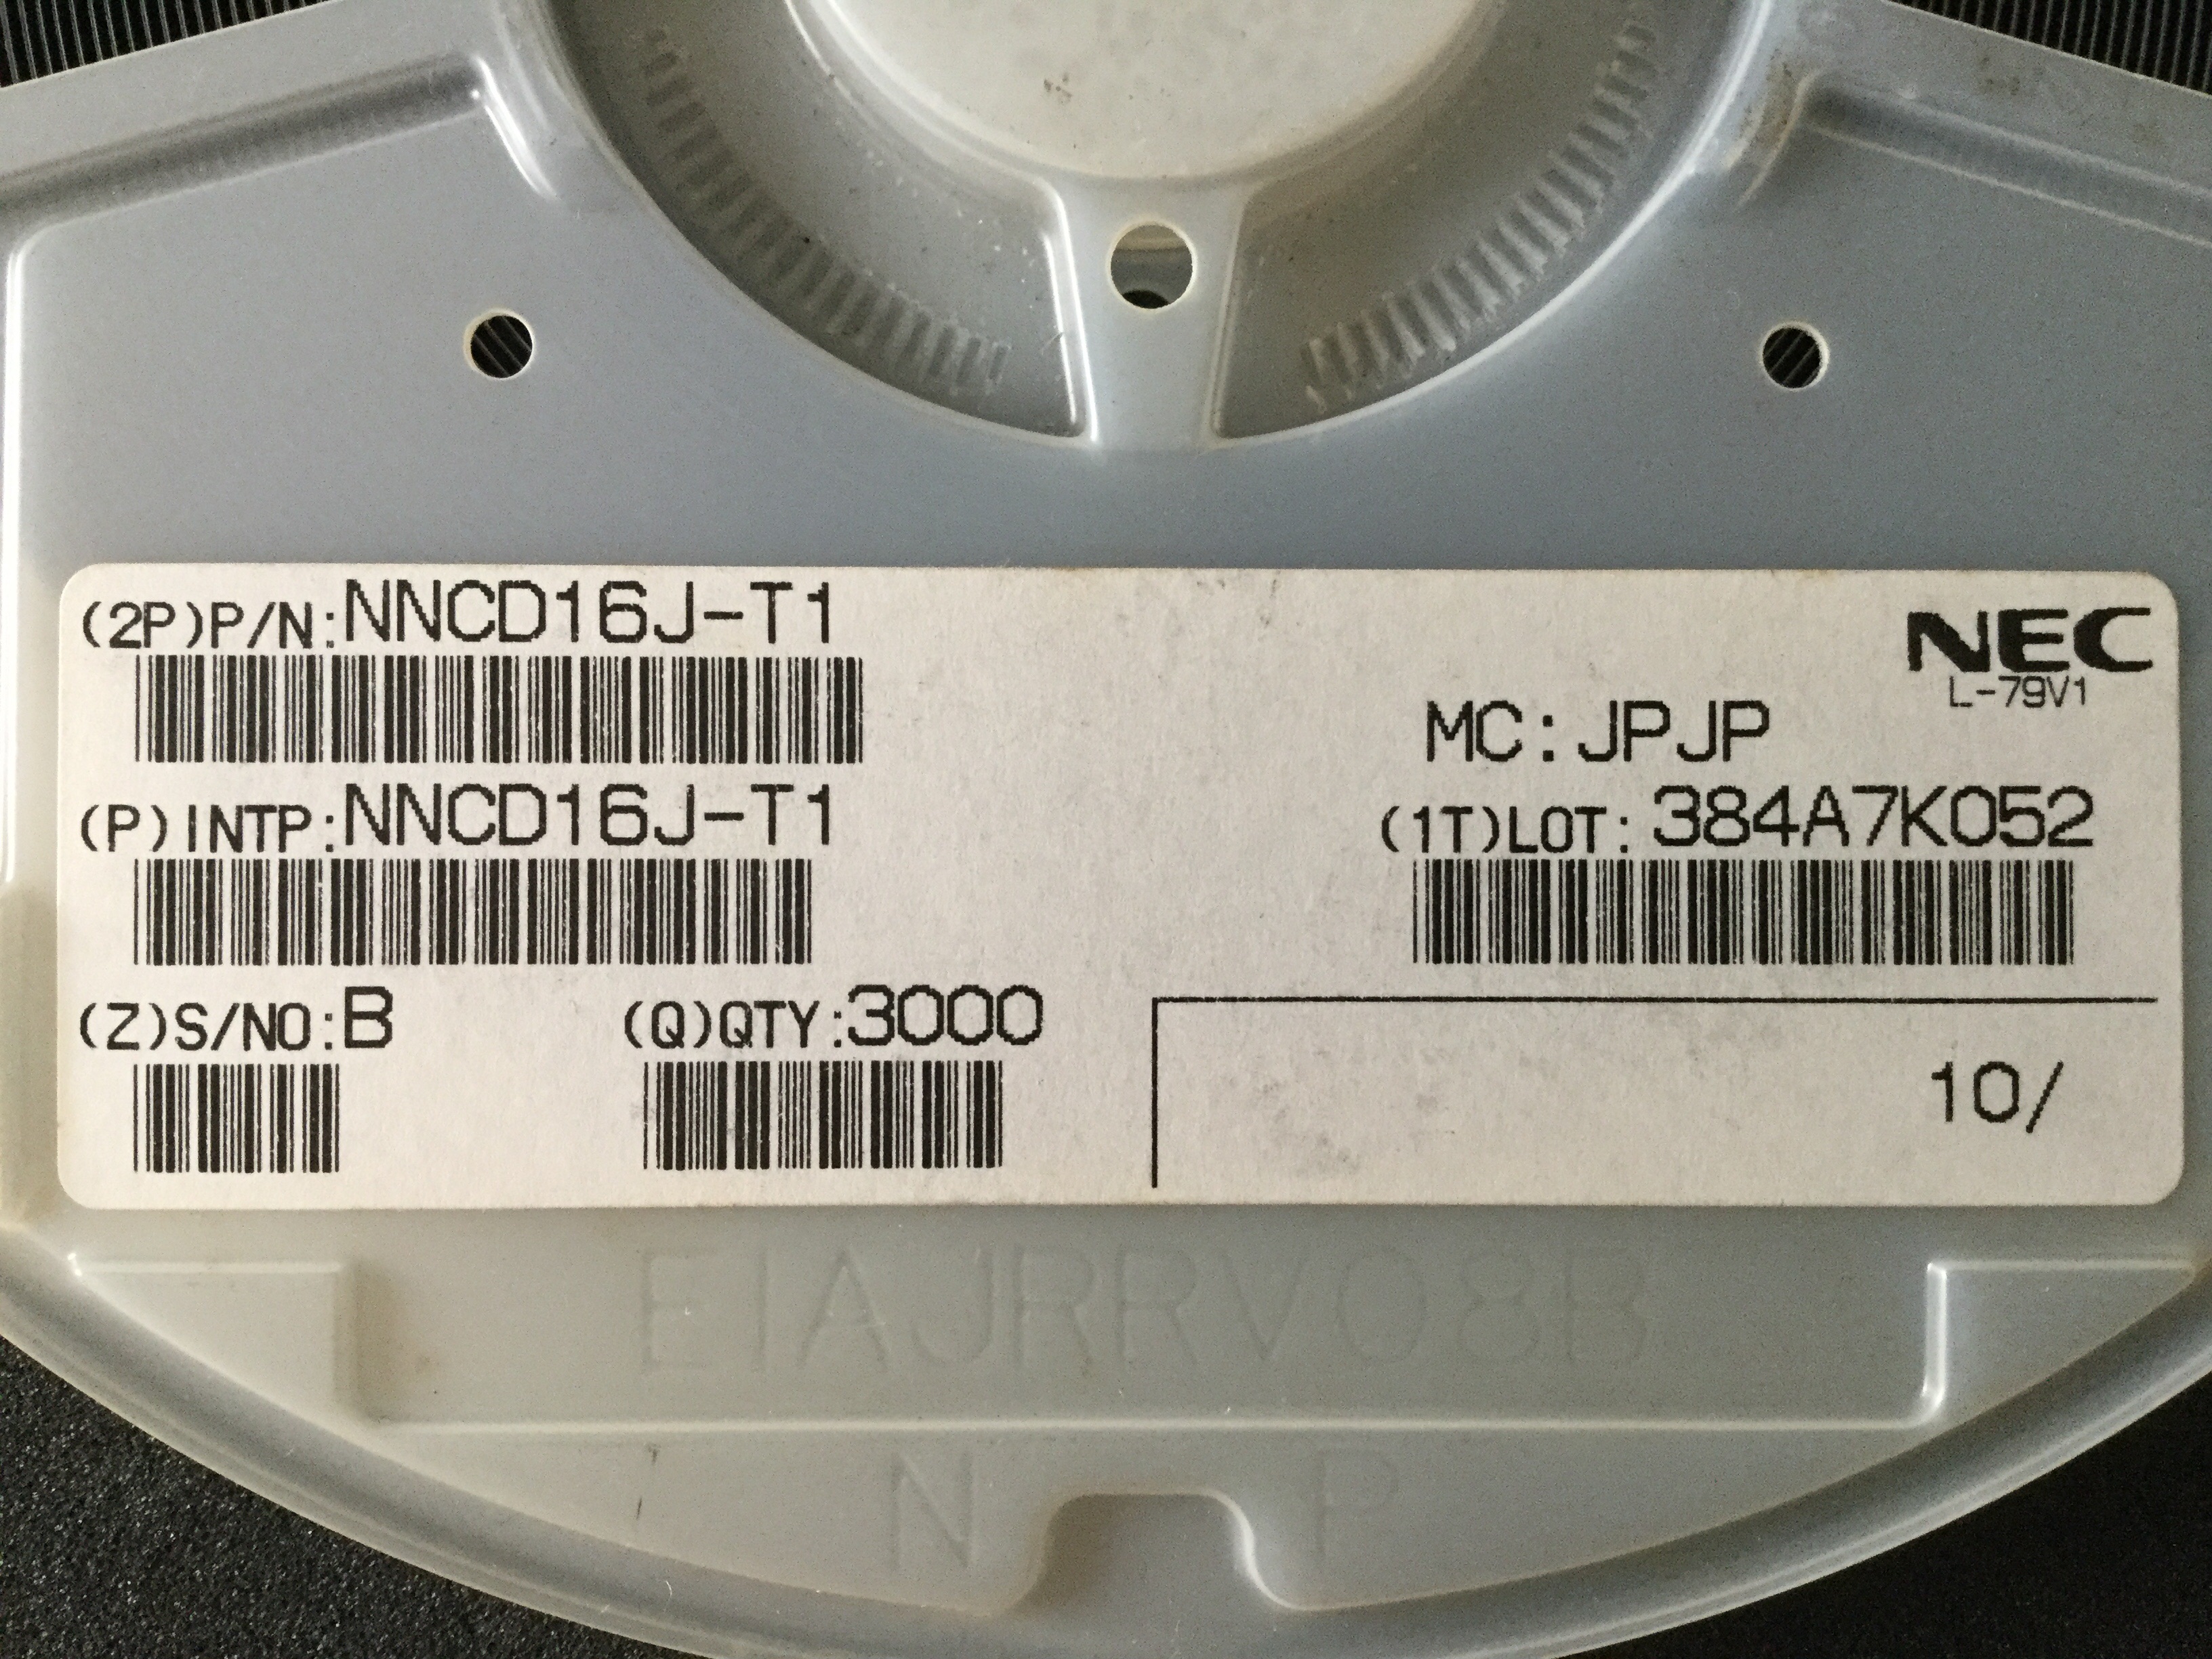 (2P)P/N:NNCD16J-T1
NEC
L-79V1
MC:JPJP
(P)INTP:NNCD16J-T1
(1T)LOT:384A7K052
(Z)S/NO:B
(Q)QTY:3000
10/
EIAJRRV08B
N P